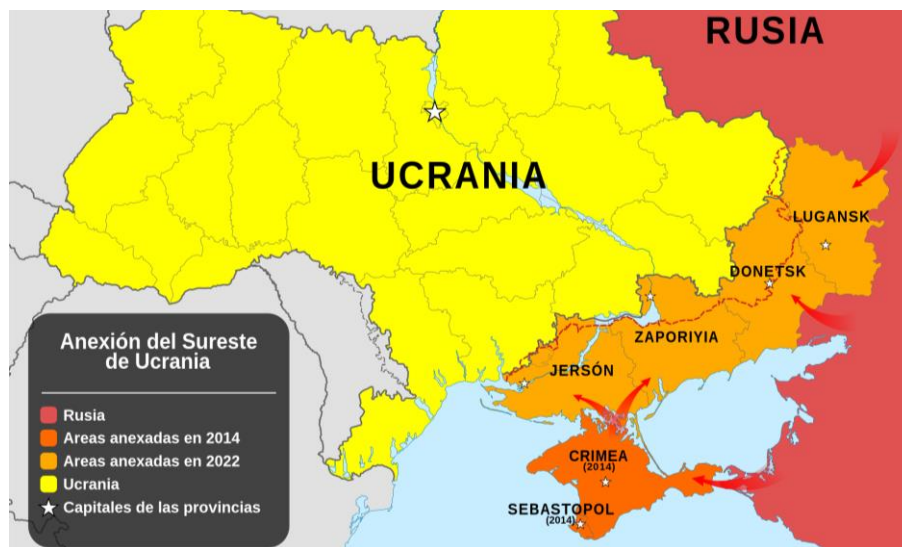 RUSIA
UCRANIA
LUGANSK
DONETSK
ZAPORIYIA
JERSÓN
CRIMEA
(2014)
SEBASTOPOL
(2014)
Anexión del Sureste
de Ucrania
Rusia
Areas anexadas en 2014
Areas anexadas en 2022
Ucrania
Capitales de las provincias